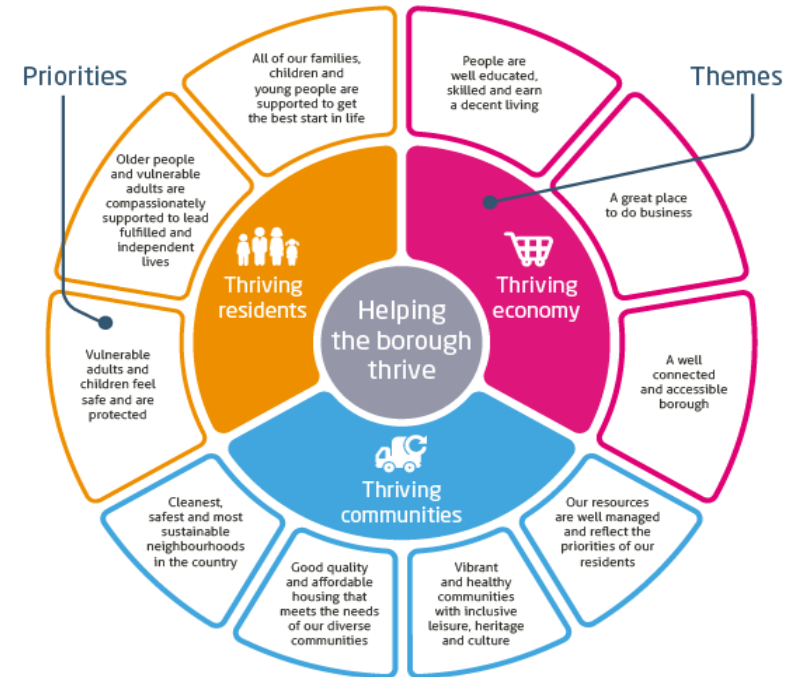 Priorities
Themes
All of our families,
children and
young people are
supported to get
the best start in life
People are
well educated,
skilled and earn
a decent living
Older people
and vulnerable
adults are
compassionately
supported to lead
fulfilled and
independent
lives
A great place
to do business
Thriving
residents
Thriving
economy
Helping
the borough
thrive
Vulnerable
adults and
children feel
safe and are
protected
A well
connected
and accessible
borough
Thriving
communities
Cleanest,
safest and most
sustainable
neighbourhoods
in the country
Good quality
and affordable
housing that
meets the needs
of our diverse
communities
Vibrant
and healthy
communities
with inclusive
leisure, heritage
and culture
Our resources
are well managed
and reflect the
priorities of our
residents